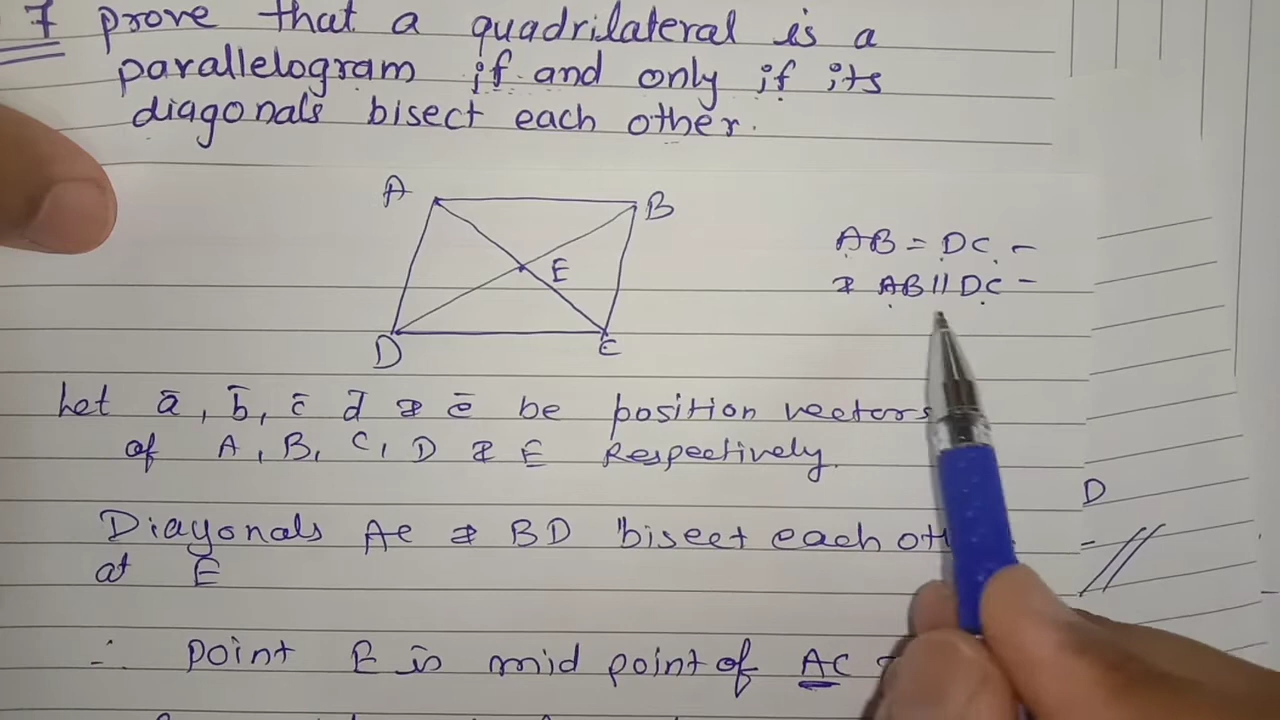 7 prove that a quadrilateral is a
parallelogram if and only if its
diagonals bisect each other.
A
B
E
D
C
AB = DC –
& AB || DC –
Let a̅, b̅, c̅ d̅ & e̅ be position vectors
of A, B, C, D & E Respectively.
Diagonals AC & BD bisect each
at E
D
∴ point E is mid point of AC